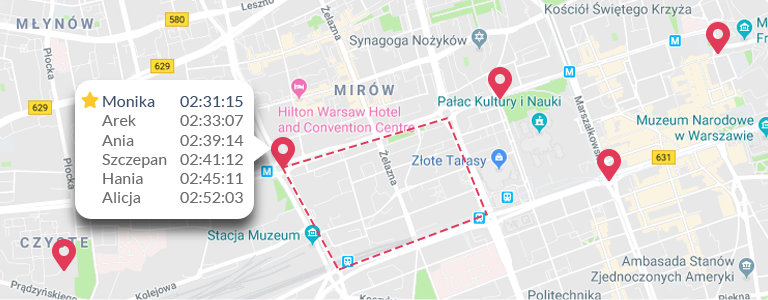 MŁYNÓW
580
Leszno
Żelazna
Synagoga Nożyków
Kościół Świętego Krzyża
M
Płocka
629
629
MIRÓW
Hilton Warsaw Hotel
and Convention Centre
Pałac Kultury i Nauki
Marszałkowska
Muzeum Narodowe
w Warszawie
Monika 02:31:15
Arek 02:33:07
Ania 02:39:14
Szczepan 02:41:12
Hania 02:45:11
Alicja 02:52:03
M
Żelazna
Złote Tarasy
631
Płocka
CZYSTE
Stacja Muzeum
Prądzyńskiego
Kolejowa
Koszykowa
Politechnika
Ambasada Stanów
Zjednoczonych Ameryki